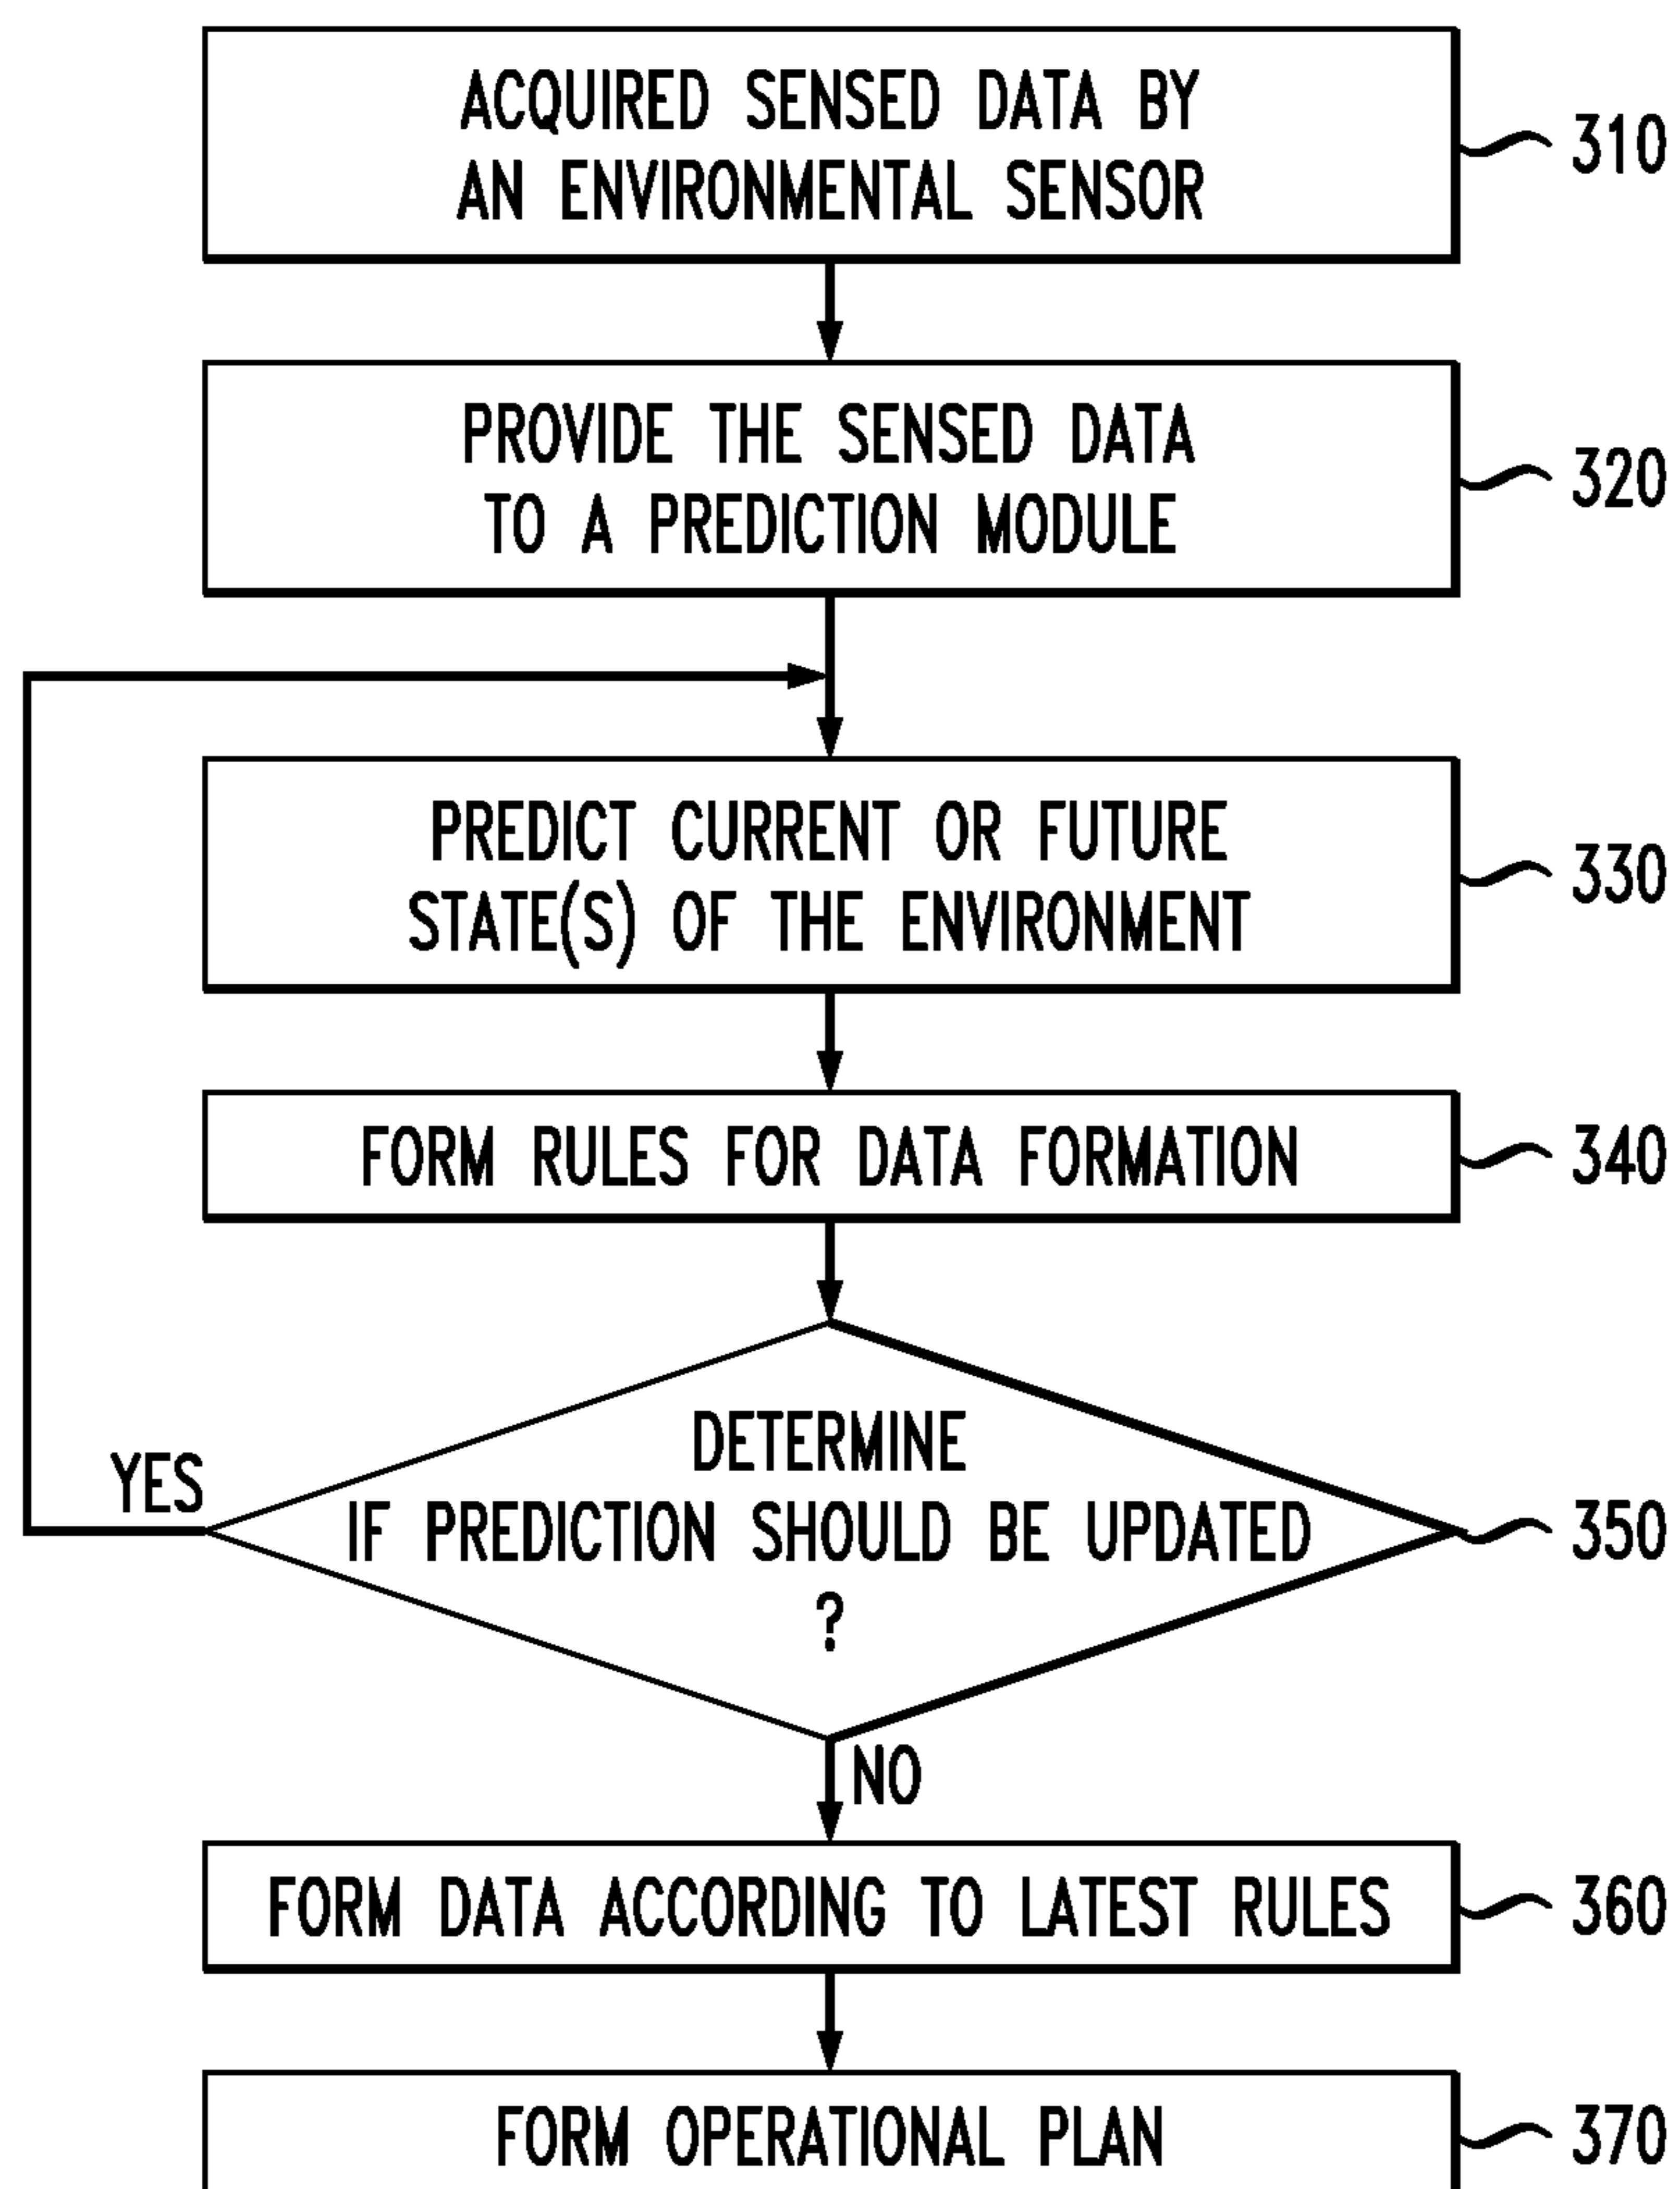 ACQUIRED SENSED DATA BY
AN ENVIRONMENTAL SENSOR
310
PROVIDE THE SENSED DATA
TO A PREDICTION MODULE
320
PREDICT CURRENT OR FUTURE
STATE(S) OF THE ENVIRONMENT
330
FORM RULES FOR DATA FORMATION
340
DETERMINE
IF PREDICTION SHOULD BE UPDATED
?
350
YES
NO
FORM DATA ACCORDING TO LATEST RULES
360
FORM OPERATIONAL PLAN
370